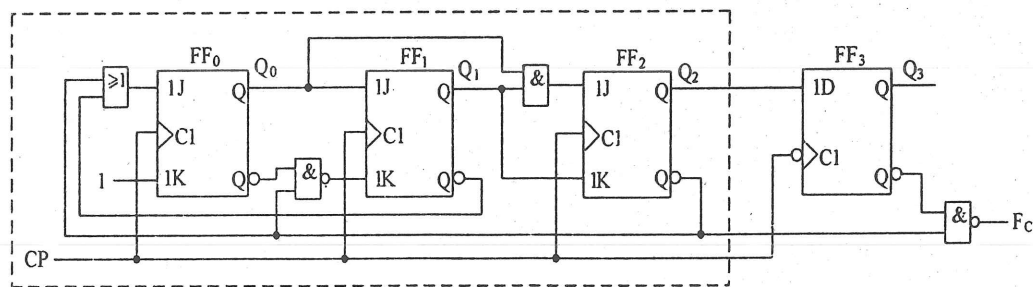 FF₀ Q₀ FF₁ Q₁ FF₂ Q₂ FF₃ Q₃
≥1 1J Q 1J Q & 1J Q 1D Q
C1 C1 C1 C1
1 1K Q & 1K Q 1K Q Q
& F_C
CP